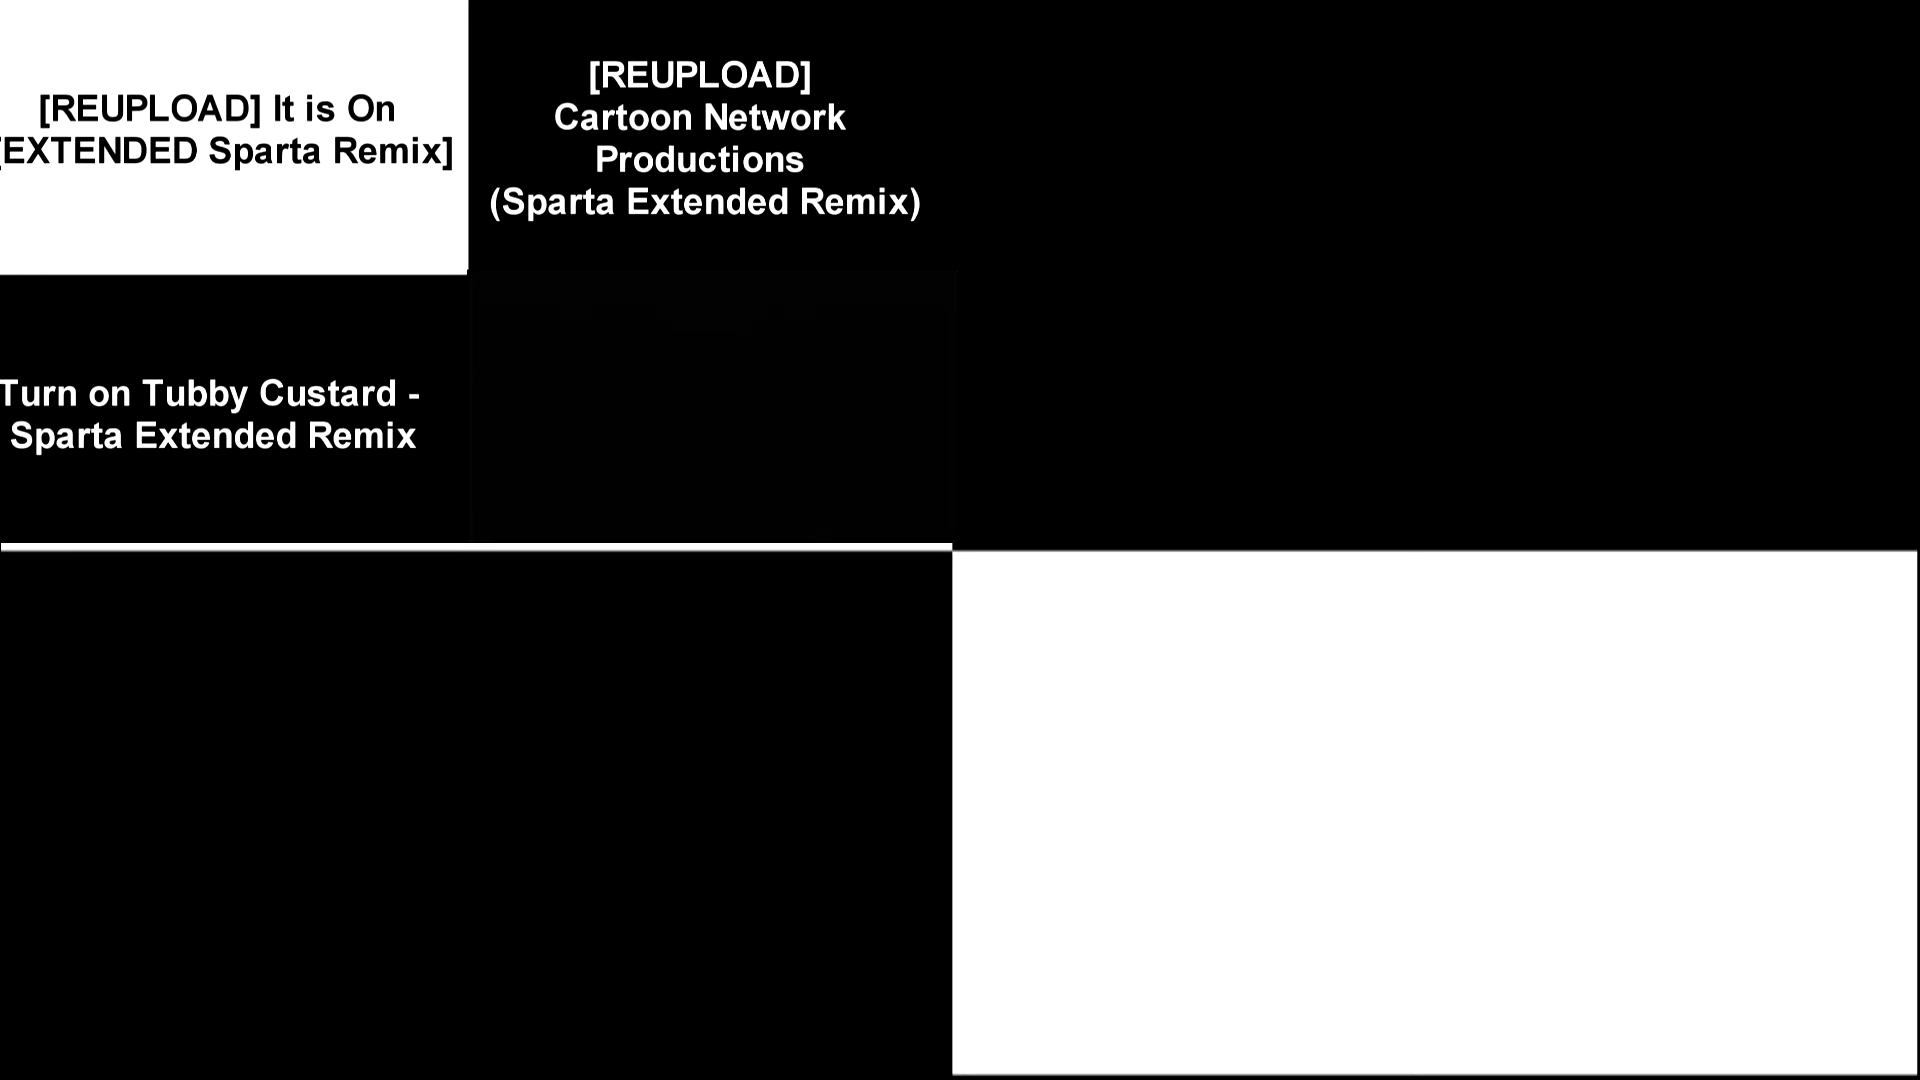 [REUPLOAD] It is On
[EXTENDED Sparta Remix]
[REUPLOAD]
Cartoon Network
Productions
(Sparta Extended Remix)
Turn on Tubby Custard -
Sparta Extended Remix